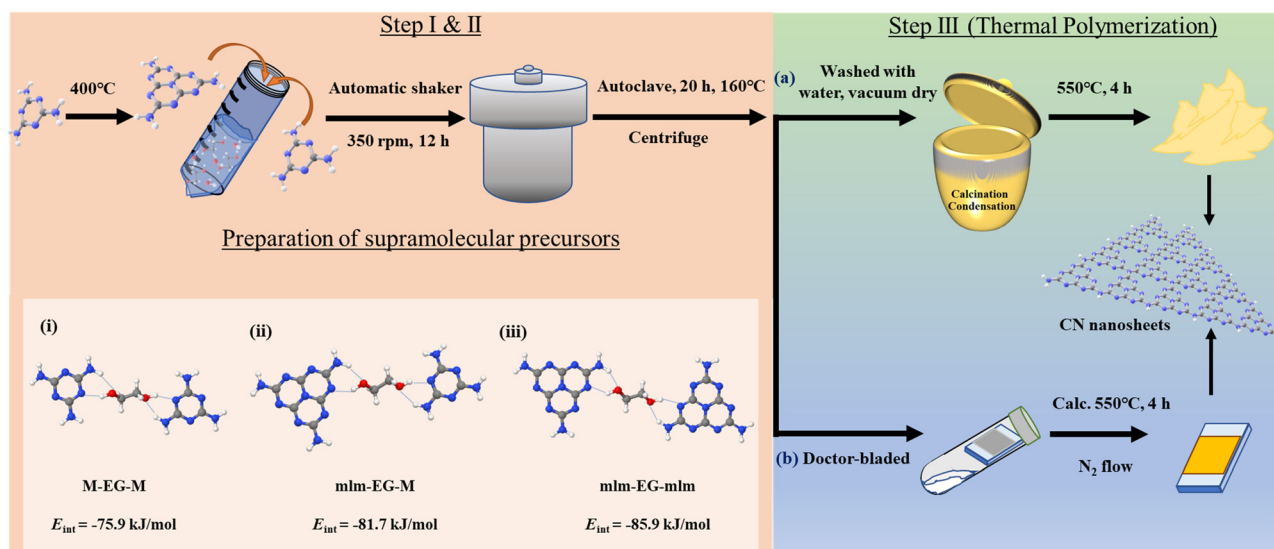 Step I & II
400℃
Automatic shaker
350 rpm, 12 h
Autoclave, 20 h, 160℃
Centrifuge
Preparation of supramolecular precursors
(i)
M-EG-M
Eint = -75.9 kJ/mol
(ii)
mlm-EG-M
Eint = -81.7 kJ/mol
(iii)
mlm-EG-mlm
Eint = -85.9 kJ/mol
Step III (Thermal Polymerization)
(a)
Washed with
water, vacuum dry
Calcination
Condensation
550℃, 4 h
CN nanosheets
(b) Doctor-bladed
Calc. 550℃, 4 h
N2 flow